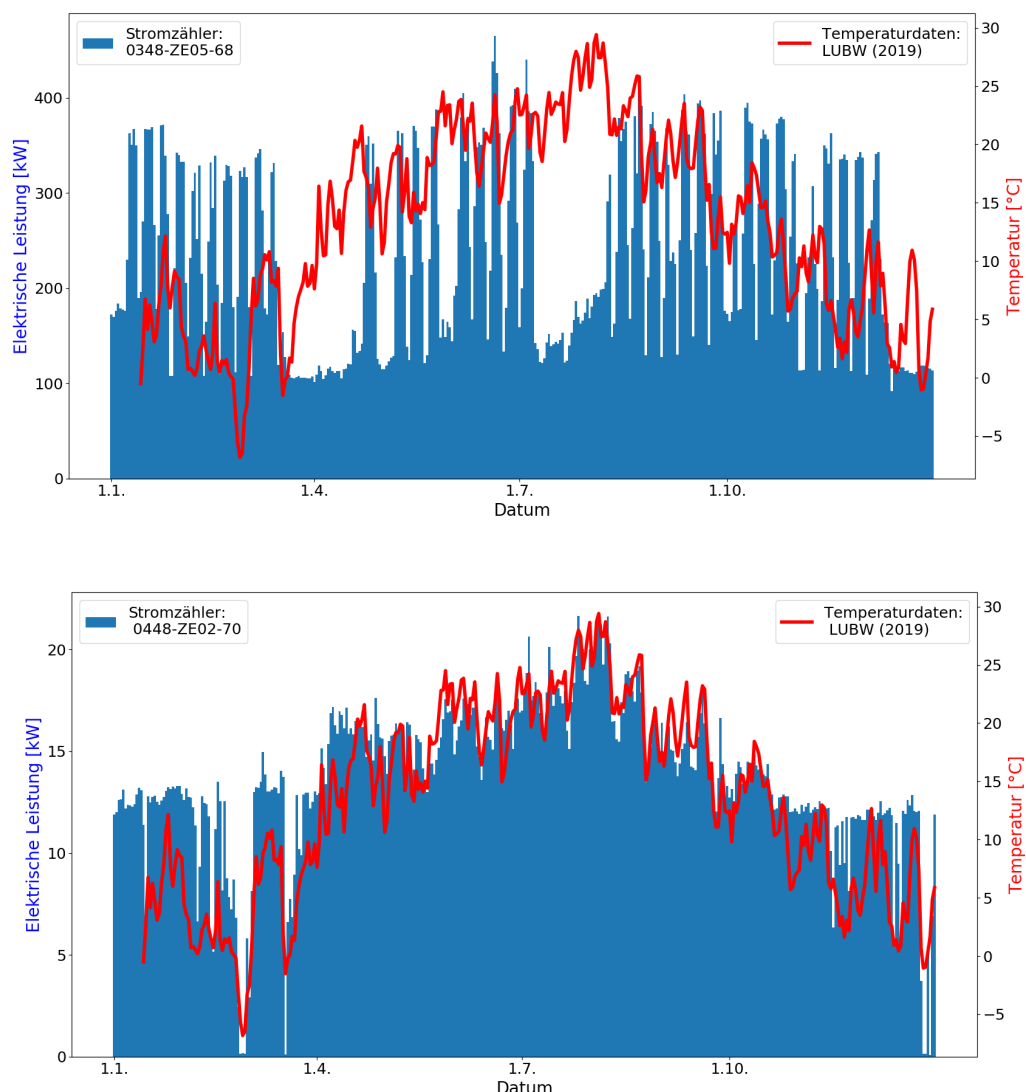 Stromzähler:
0348-ZE05-68
Temperaturdaten:
LUBW (2019)
Elektrische Leistung [kW]
400
300
200
100
0
30
25
20
15
10
5
0
−5
Temperatur [°C]
1.1.
1.4.
1.7.
1.10.
Datum
Stromzähler:
0448-ZE02-70
Temperaturdaten:
LUBW (2019)
Elektrische Leistung [kW]
20
15
10
5
0
30
25
20
15
10
5
0
−5
Temperatur [°C]
1.1.
1.4.
1.7.
1.10.
Datum